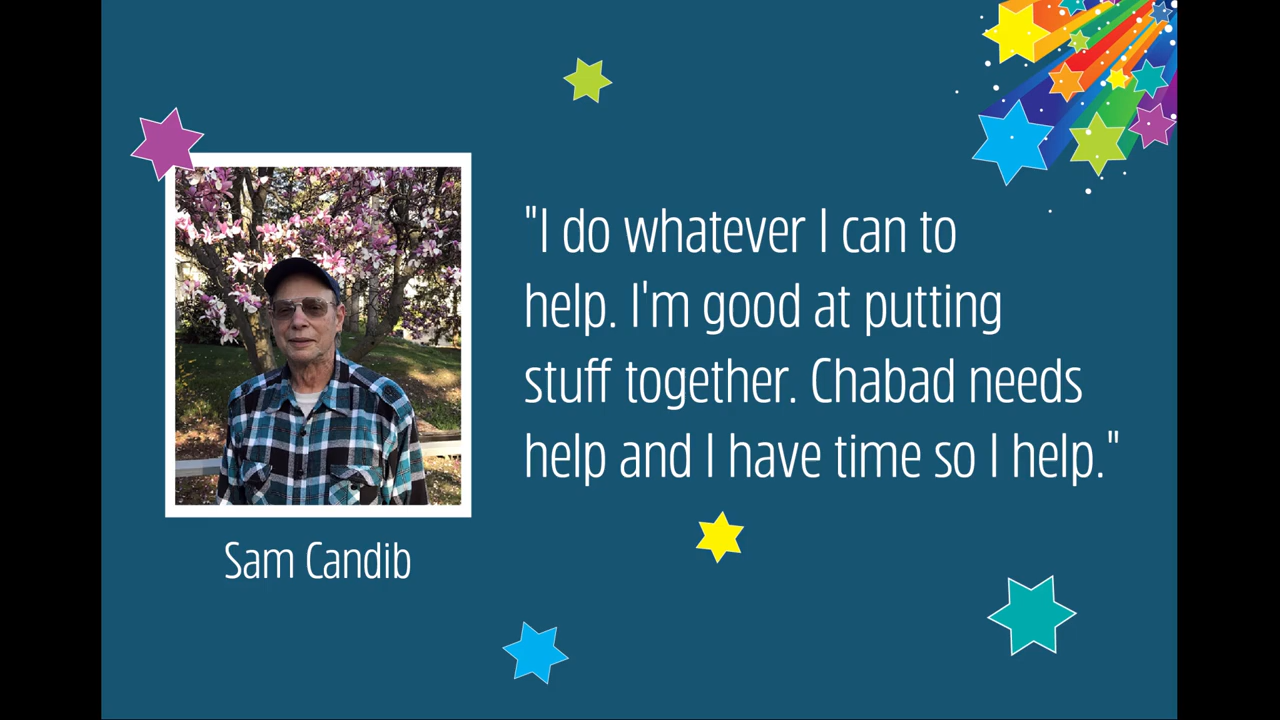 "I do whatever I can to
help. I'm good at putting
stuff together. Chabad needs
help and I have time so I help."
Sam Candib